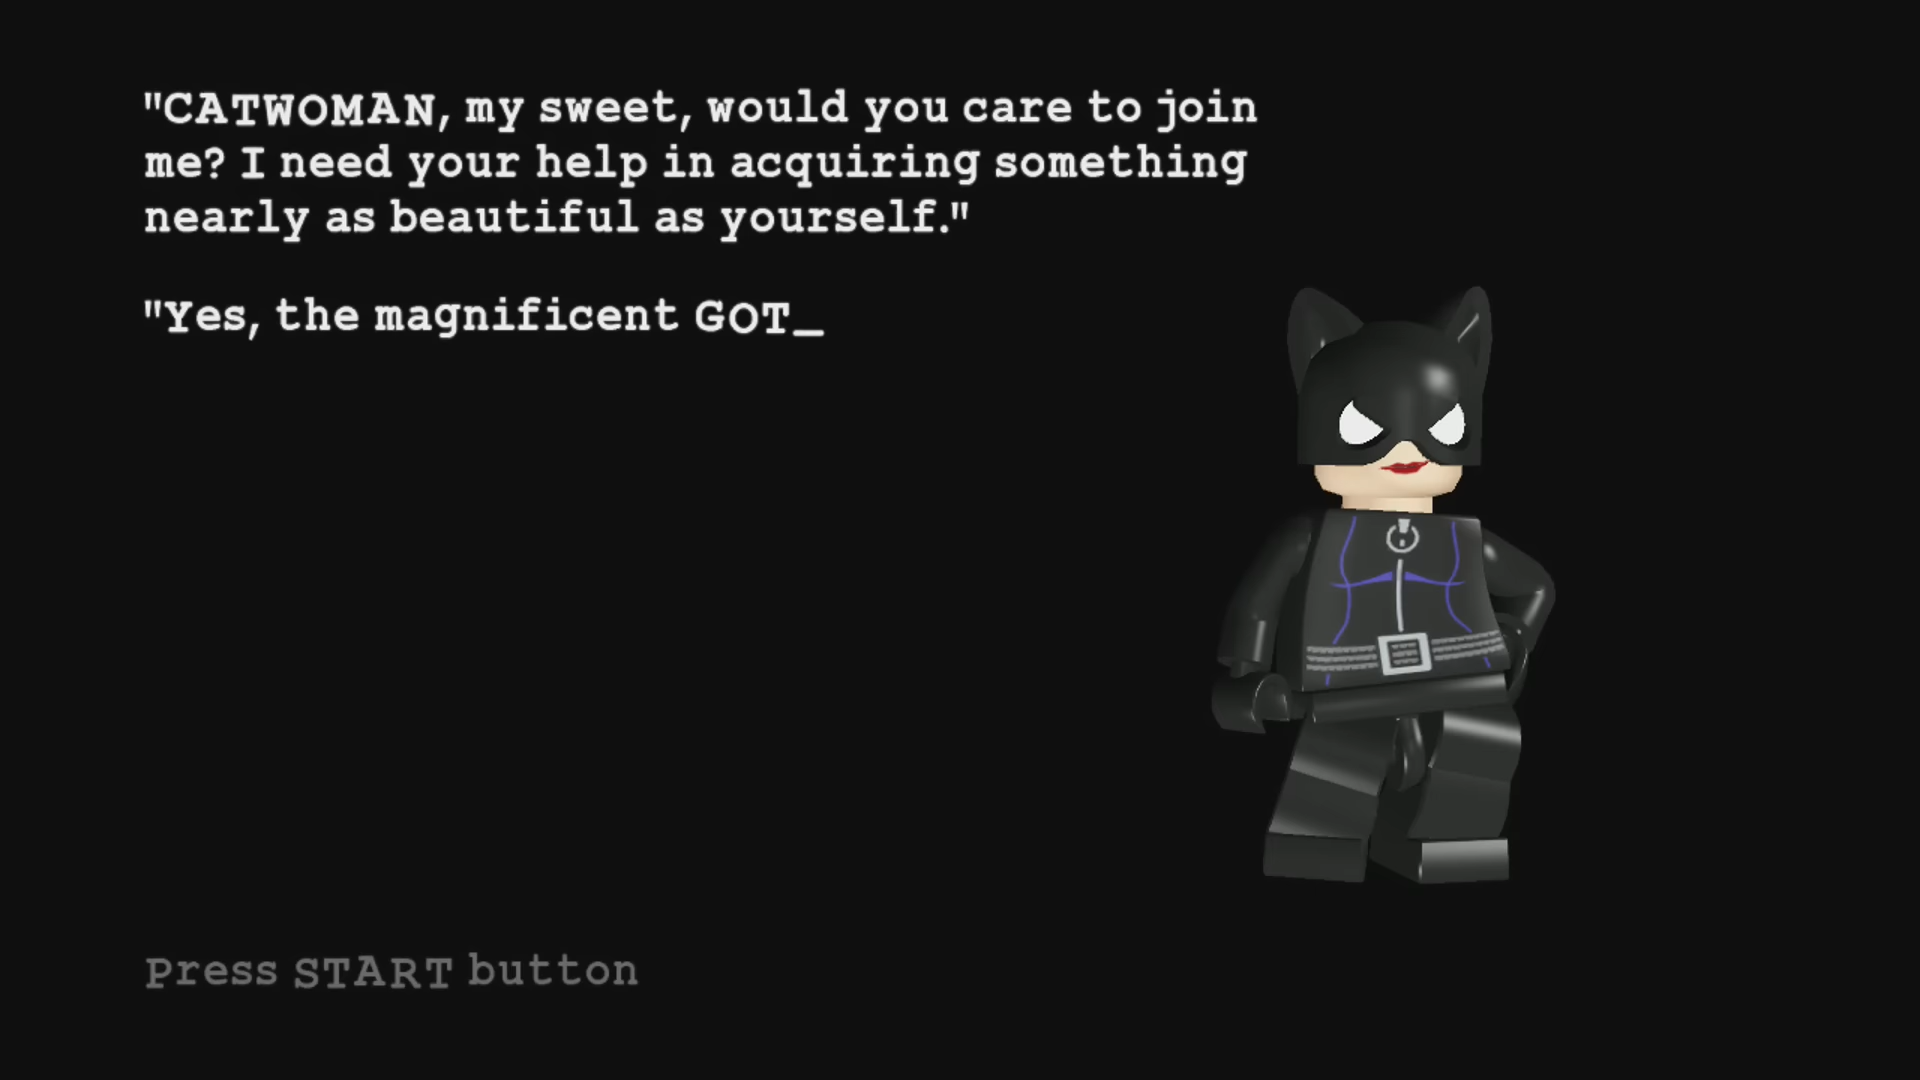 "CATWOMAN, my sweet, would you care to join
me? I need your help in acquiring something
nearly as beautiful as yourself."
"Yes, the magnificent GOT_
Press START button